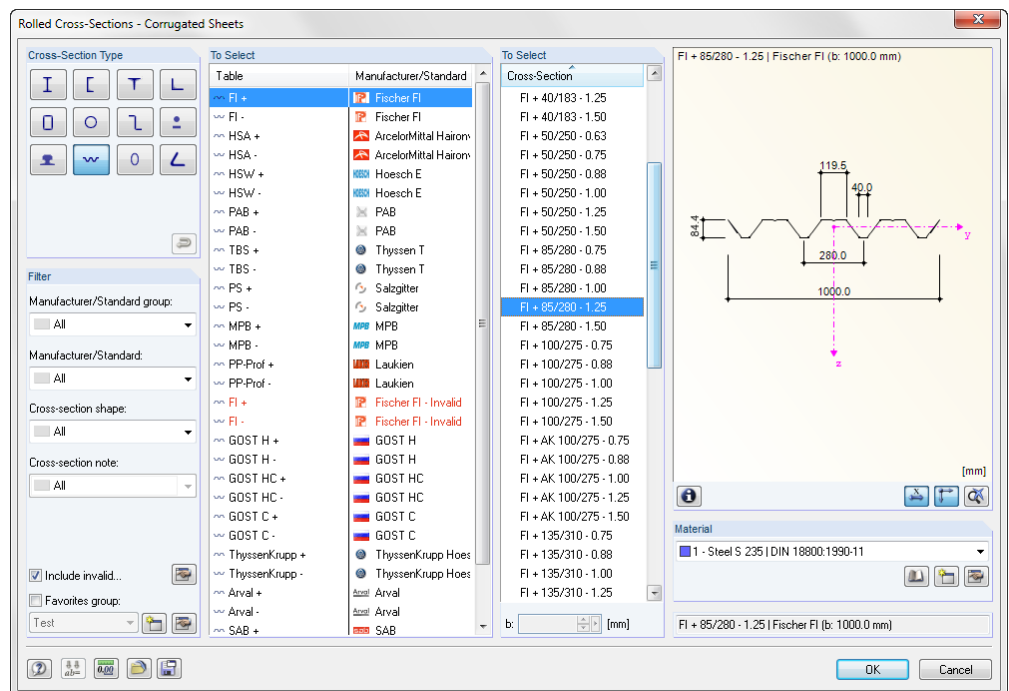 Rolled Cross-Sections - Corrugated Sheets
Cross-Section Type
Filter
Manufacturer/Standard group:
All
Manufacturer/Standard:
All
Cross-section shape:
All
Cross-section note:
All
Include invalid...
Favorites group:
Test
To Select
Table Manufacturer/Standard
FI + Fischer FI
FI - Fischer FI
HSA + ArcelorMittal Haironv
HSA - ArcelorMittal Haironv
HSW + Hoesch E
HSW - Hoesch E
PAB + PAB
PAB - PAB
TBS + Thyssen T
TBS - Thyssen T
PS + Salzgitter
PS - Salzgitter
MPB + MPB MPB
MPB - MPB MPB
PP-Prof + Laukien
PP-Prof - Laukien
FI + Fischer FI - Invalid
FI - Fischer FI - Invalid
GOST H + GOST H
GOST H - GOST H
GOST HC + GOST HC
GOST HC - GOST HC
GOST C + GOST C
GOST C - GOST C
ThyssenKrupp + ThyssenKrupp Hoes
ThyssenKrupp - ThyssenKrupp Hoes
Arval + Arval Arval
Arval - Arval Arval
SAB + SAB SAB
To Select
Cross-Section
FI + 40/183 - 1.25
FI + 40/183 - 1.50
FI + 50/250 - 0.63
FI + 50/250 - 0.75
FI + 50/250 - 0.88
FI + 50/250 - 1.00
FI + 50/250 - 1.25
FI + 50/250 - 1.50
FI + 85/280 - 0.75
FI + 85/280 - 0.88
FI + 85/280 - 1.00
FI + 85/280 - 1.25
FI + 85/280 - 1.50
FI + 100/275 - 0.75
FI + 100/275 - 0.88
FI + 100/275 - 1.00
FI + 100/275 - 1.25
FI + 100/275 - 1.50
FI + AK 100/275 - 0.75
FI + AK 100/275 - 0.88
FI + AK 100/275 - 1.00
FI + AK 100/275 - 1.25
FI + AK 100/275 - 1.50
FI + 135/310 - 0.75
FI + 135/310 - 0.88
FI + 135/310 - 1.00
FI + 135/310 - 1.25
b: [mm]
FI + 85/280 - 1.25 | Fischer FI (b: 1000.0 mm)
119.5
40.0
84.4
y
280.0
1000.0
z
[mm]
Material
1 - Steel S 235 | DIN 18800:1990-11
FI + 85/280 - 1.25 | Fischer FI (b: 1000.0 mm)
0.00
OK
Cancel